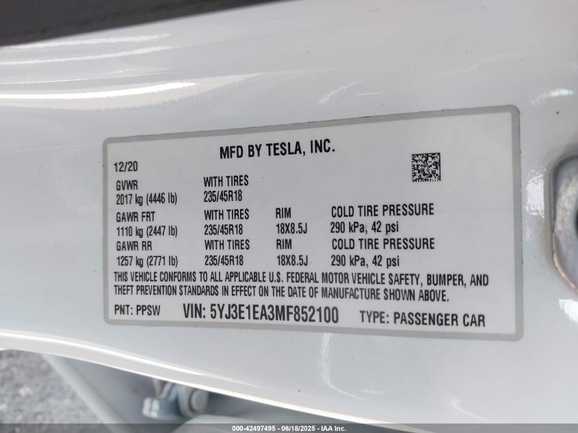 MFD BY TESLA, INC.
12/20
GVWR WITH TIRES
2017 kg (4446 lb) 235/45R18
GAWR FRT WITH TIRES RIM COLD TIRE PRESSURE
1110 kg (2447 lb) 235/45R18 18X8.5J 290 kPa, 42 psi
GAWR RR WITH TIRES RIM COLD TIRE PRESSURE
1257 kg (2771 lb) 235/45R18 18X8.5J 290 kPa, 42 psi
THIS VEHICLE CONFORMS TO ALL APPLICABLE U.S. FEDERAL MOTOR VEHICLE SAFETY, BUMPER, AND
THEFT PREVENTION STANDARDS IN EFFECT ON THE DATE OF MANUFACTURE SHOWN ABOVE.
PNT: PPSW VIN: 5YJ3E1EA3MF852100 TYPE: PASSENGER CAR
000-42497495 - 06/18/2025 - IAA Inc.